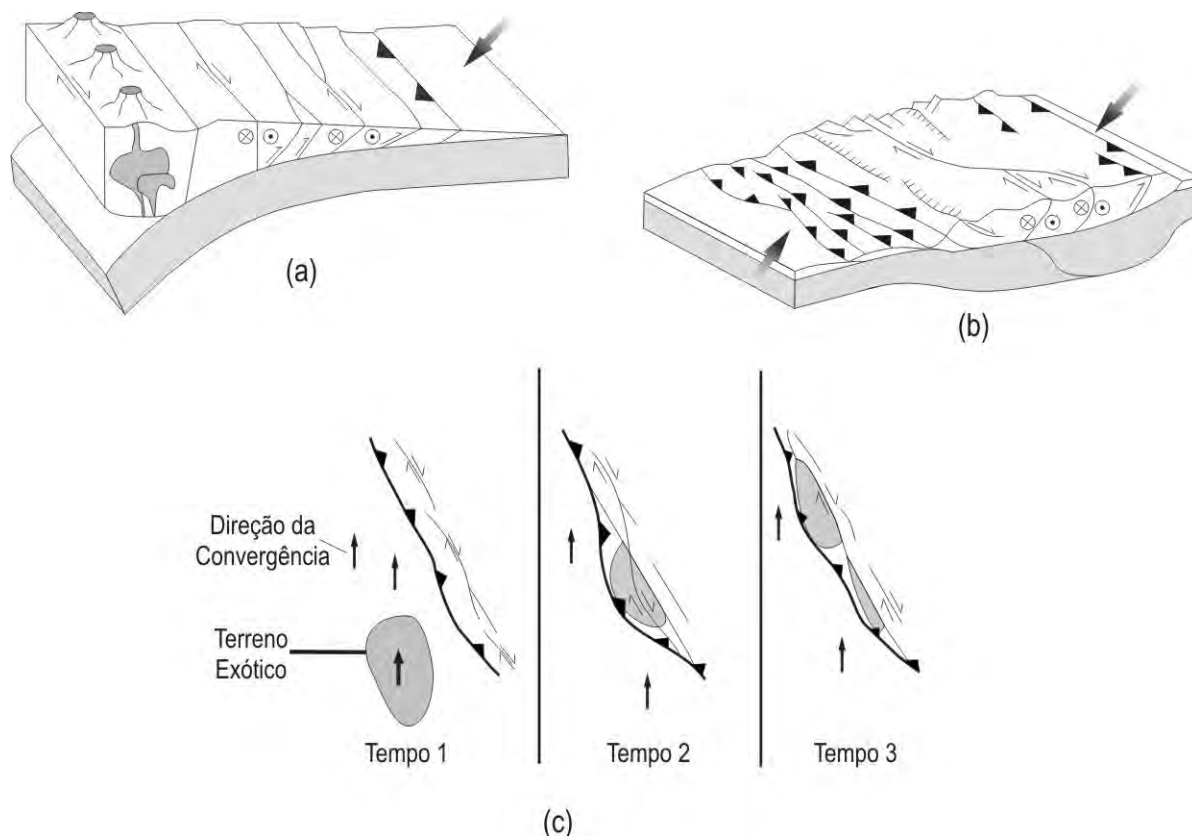 (a)
(b)
Direção da
Convergência
Terreno
Exótico
Tempo 1
Tempo 2
Tempo 3
(c)